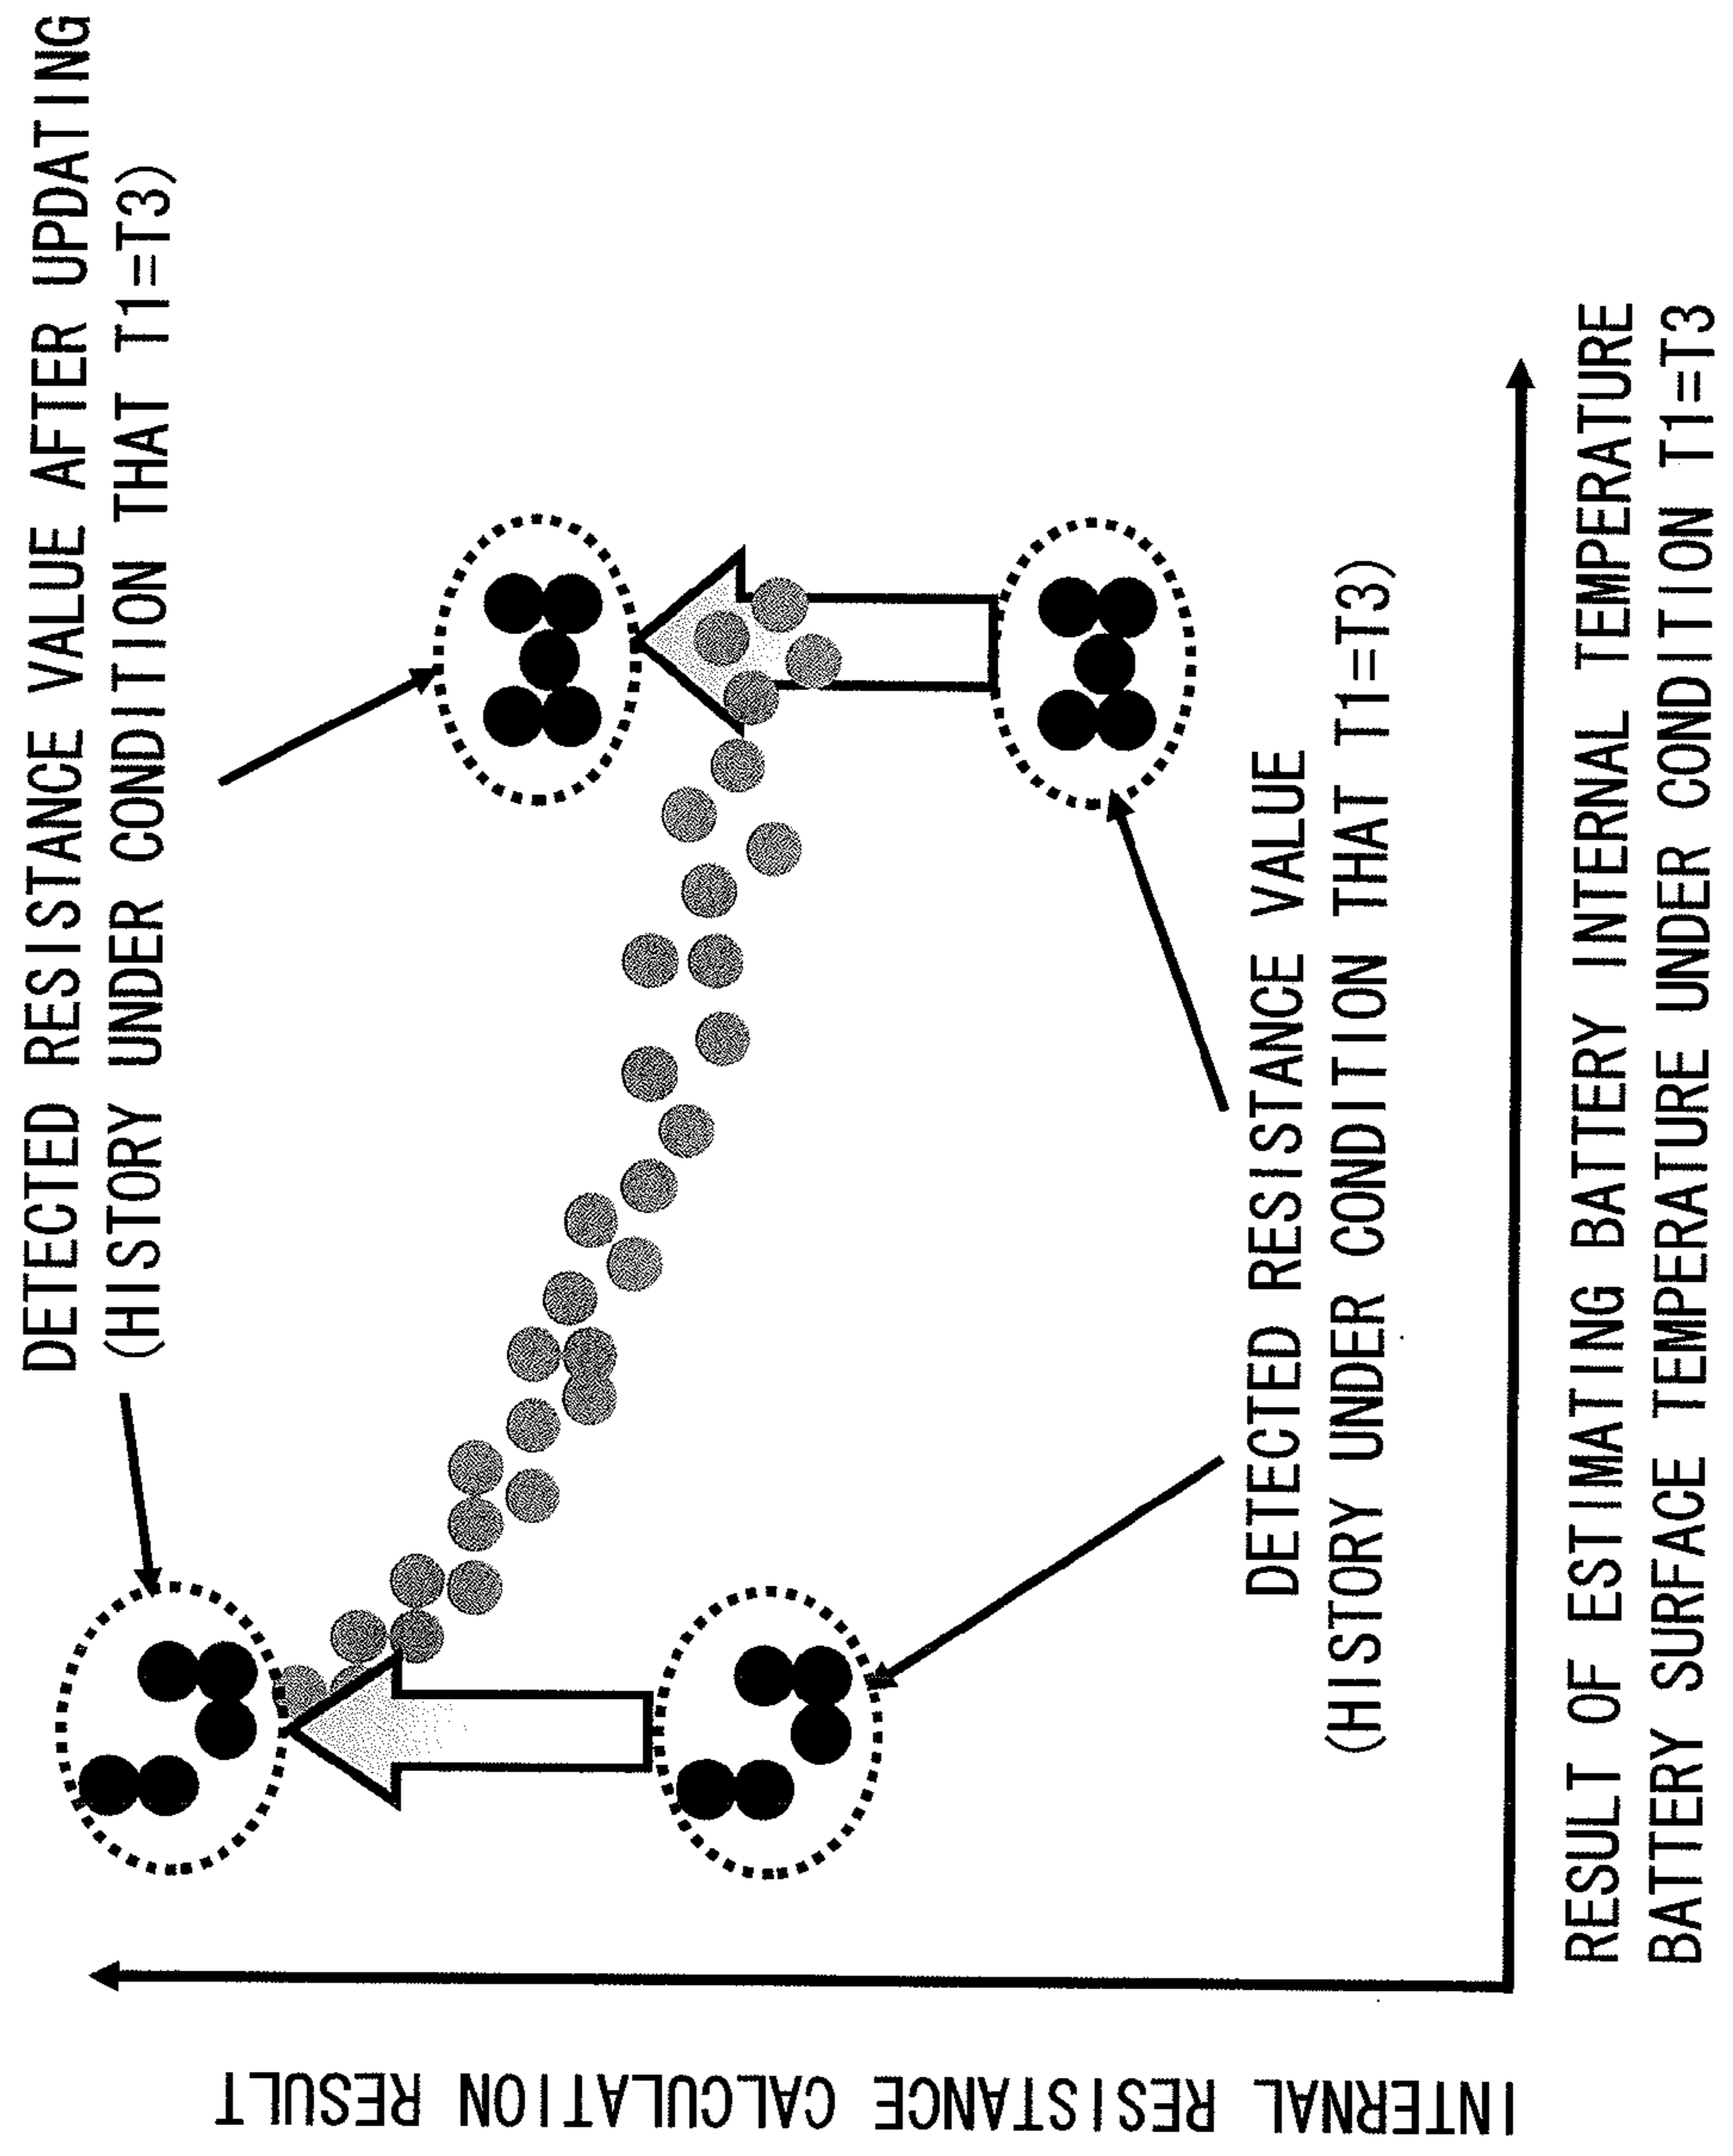 DETECTED RESISTANCE VALUE AFTER UPDATING
(HISTORY UNDER CONDITION THAT T1=T3)
DETECTED RESISTANCE VALUE
(HISTORY UNDER CONDITION THAT T1=T3)
RESULT OF ESTIMATING BATTERY INTERNAL TEMPERATURE
BATTERY SURFACE TEMPERATURE UNDER CONDITION T1=T3
INTERNAL RESISTANCE CALCULATION RESULT